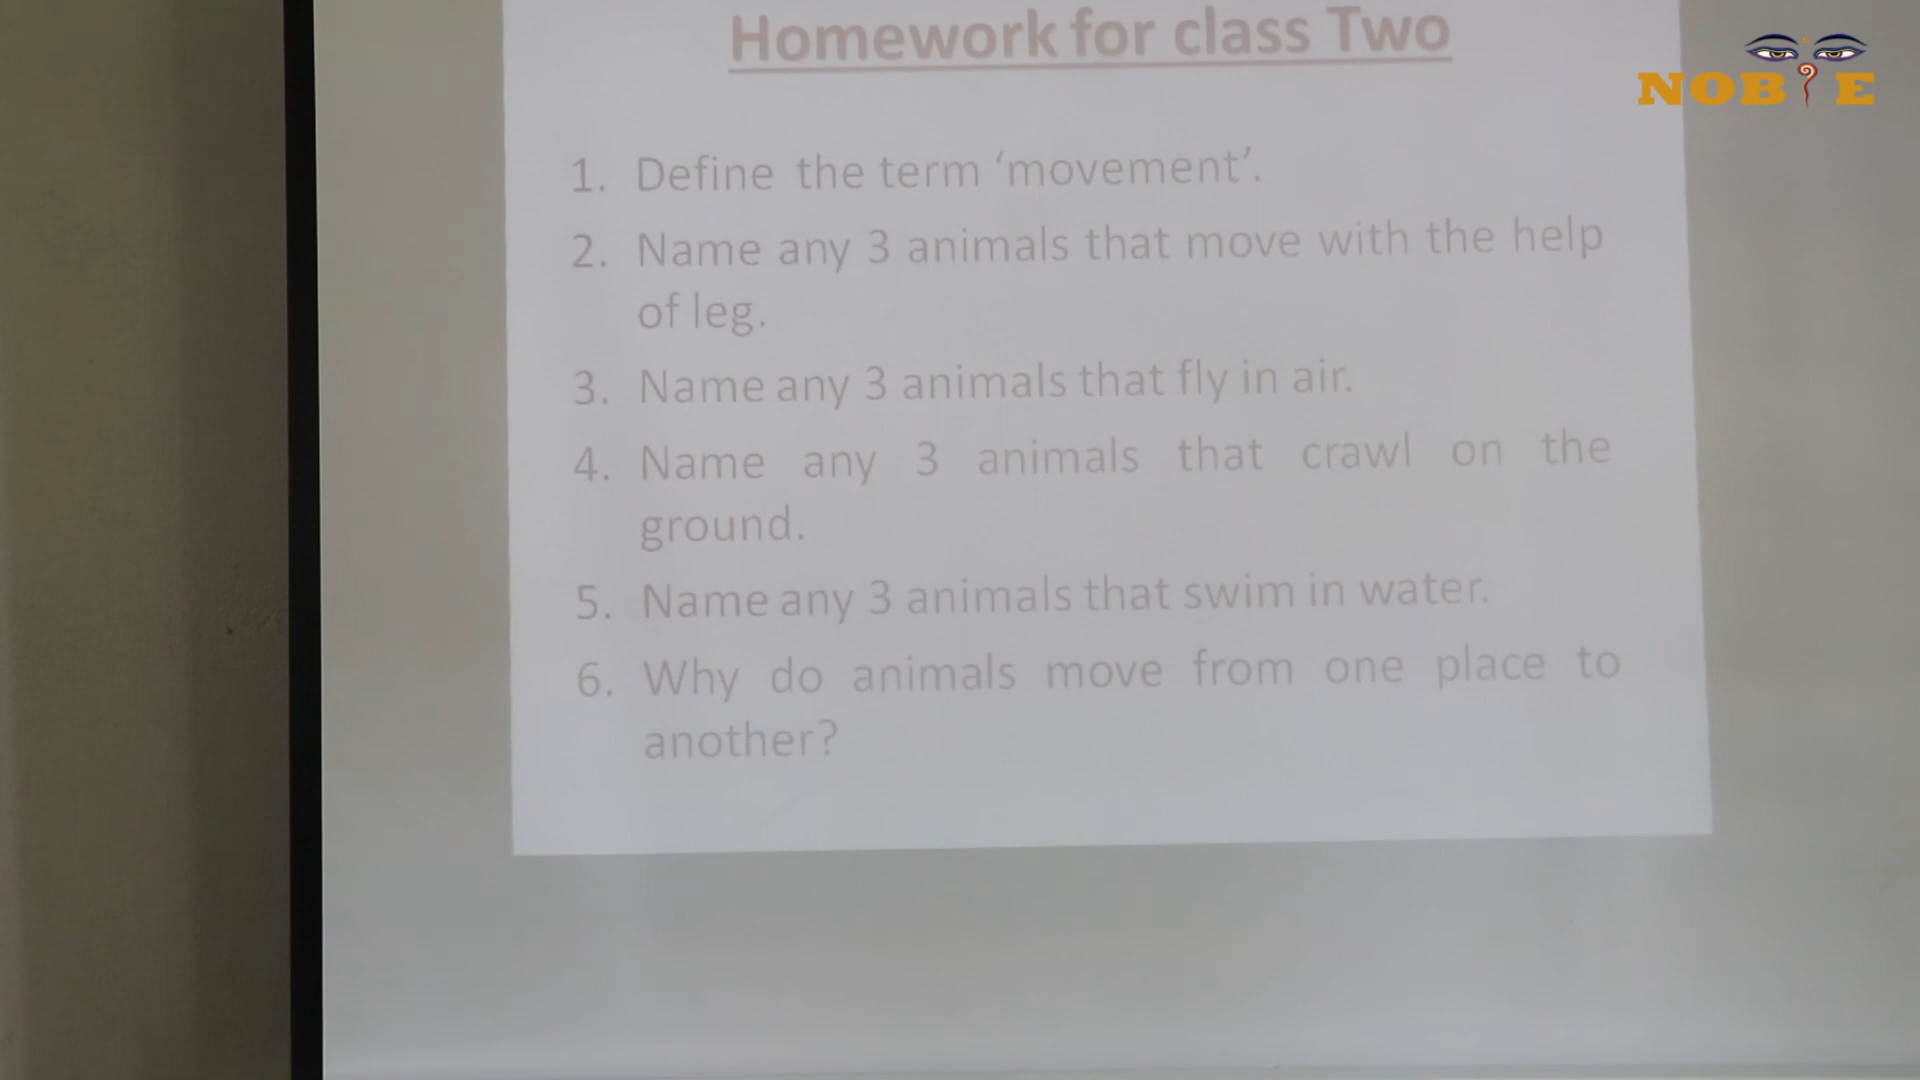 Homework for class Two
NOBLE
1. Define the term ‘movement’.
2. Name any 3 animals that move with the help
of leg.
3. Name any 3 animals that fly in air.
4. Name any 3 animals that crawl on the
ground.
5. Name any 3 animals that swim in water.
6. Why do animals move from one place to
another?